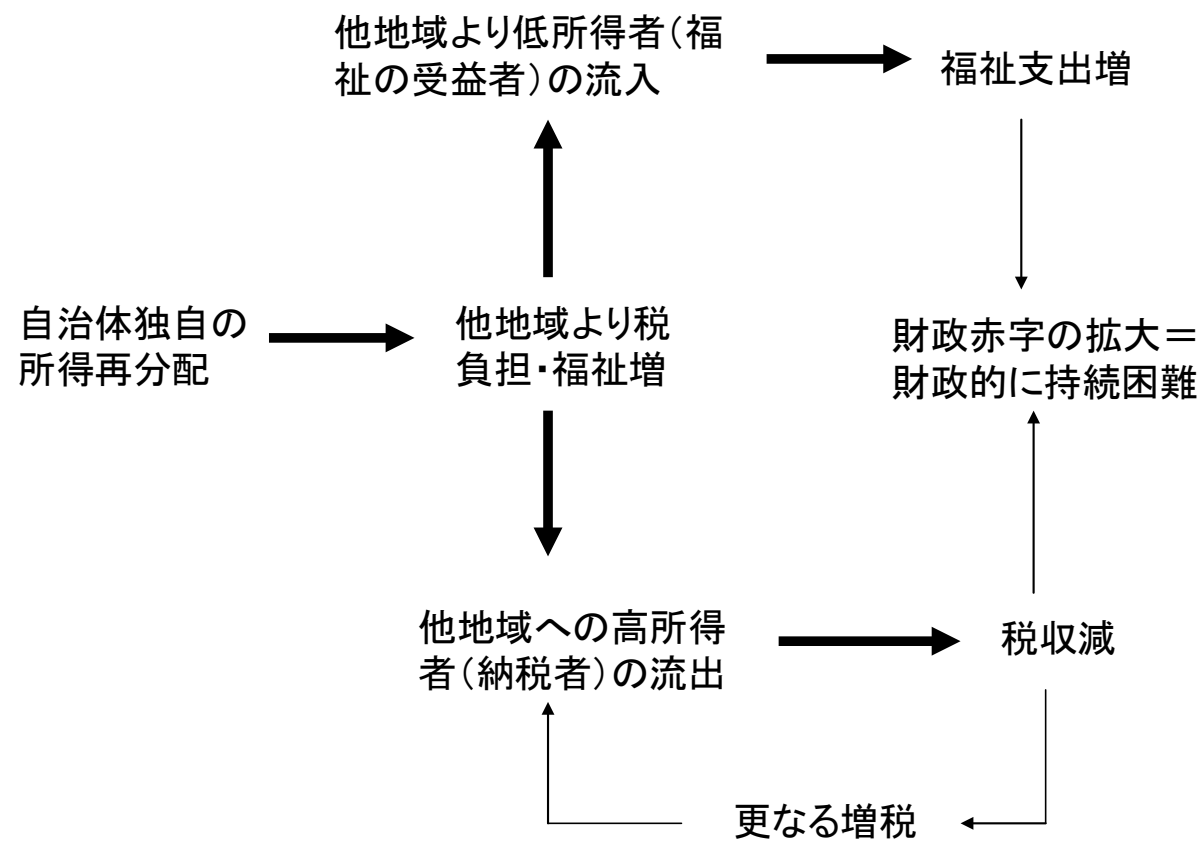 他地域より低所得者(福
祉の受益者)の流入
福祉支出増
自治体独自の
所得再分配
他地域より税
負担・福祉増
財政赤字の拡大=
財政的に持続困難
他地域への高所得
者(納税者)の流出
税収減
更なる増税